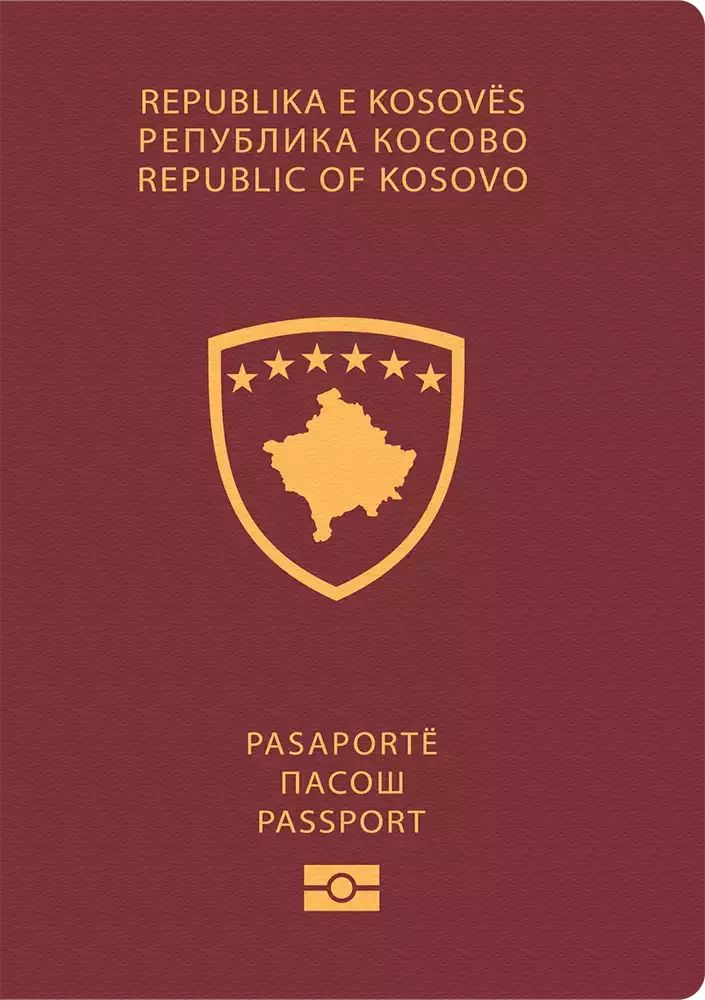 REPUBLIKA E KOSOVËS
РЕПУБЛИКА КОСОВО
REPUBLIC OF KOSOVO
PASAPORTË
ПАСОШ
PASSPORT